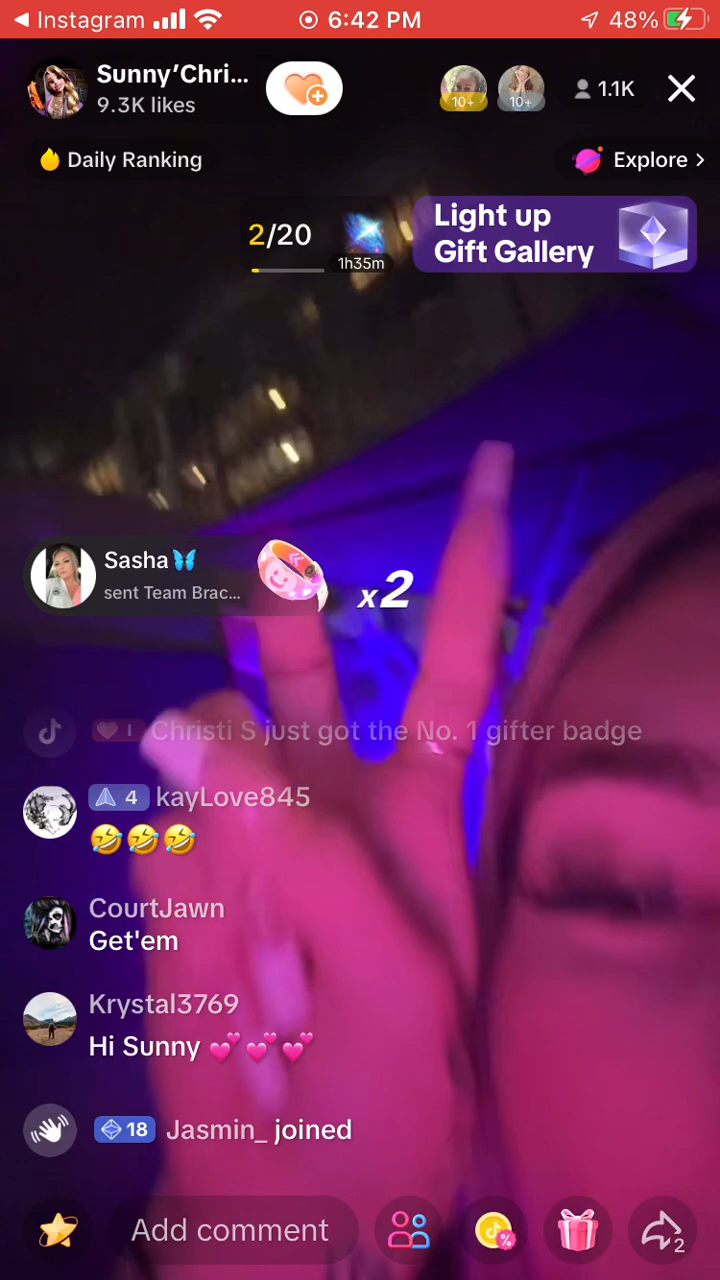 Instagram 6:42 PM 48%
Sunny'Chri...
9.3K likes
10+ 10+ 1.1K
Daily Ranking
Explore
2/20
1h35m
Light up
Gift Gallery
Sasha🦋
sent Team Brac...
x2
I Christi S just got the No. 1 gifter badge
4 kayLove845
🤣🤣🤣
CourtJawn
Get'em
Krystal3769
Hi Sunny 💕💕💕
18 Jasmin_ joined
Add comment
2